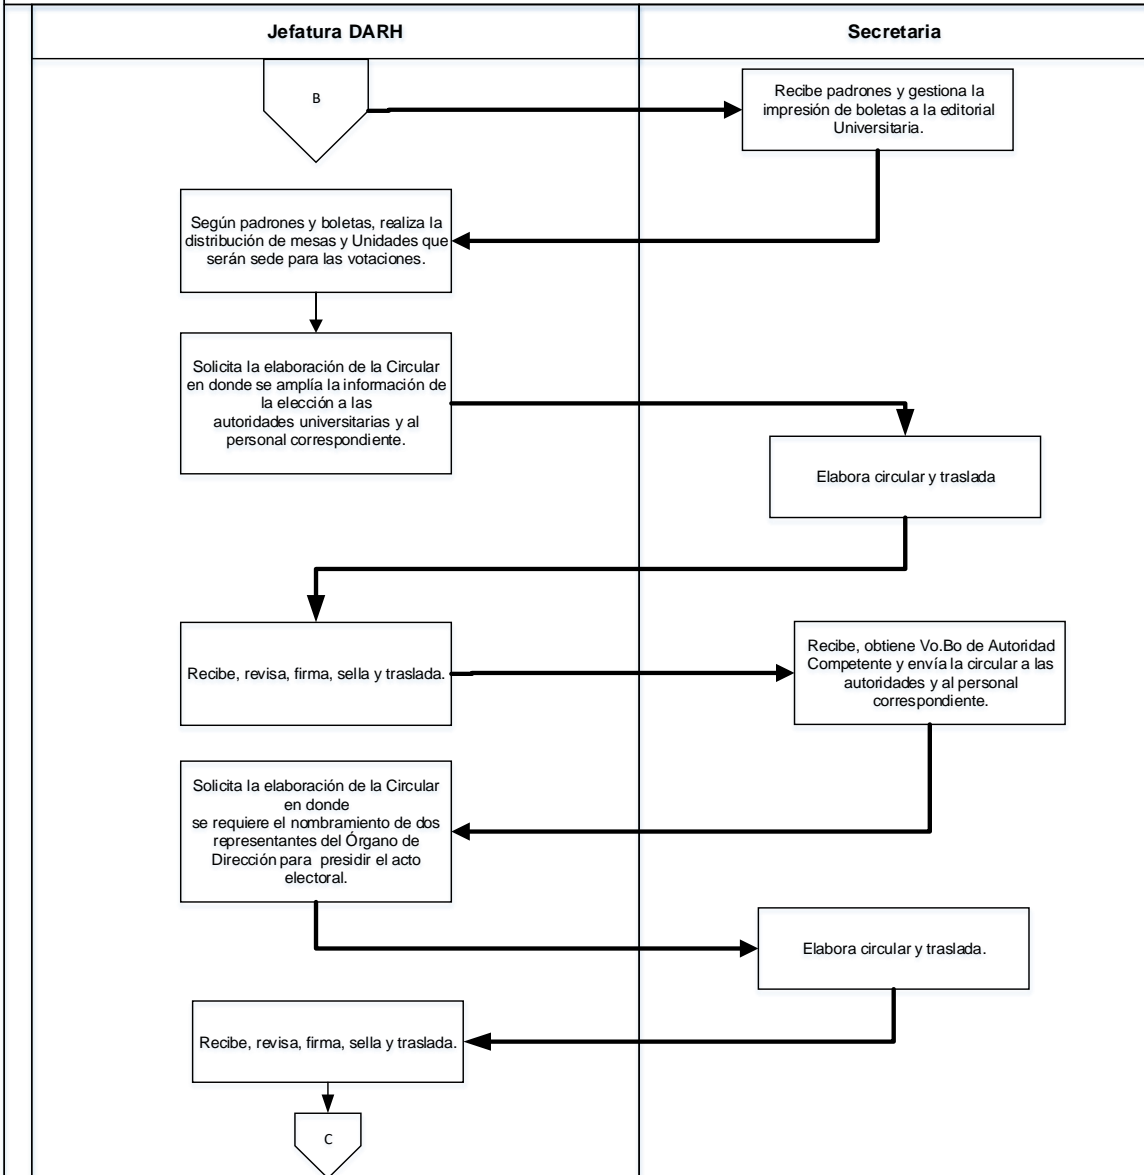 Jefatura DARH
Secretaria
B
Recibe padrones y gestiona la
impresión de boletas a la editorial
Universitaria.
Según padrones y boletas, realiza la
distribución de mesas y Unidades que
serán sede para las votaciones.
Solicita la elaboración de la Circular
en donde se amplía la información de
la elección a las
autoridades universitarias y al
personal correspondiente.
Elabora circular y traslada
Recibe, revisa, firma, sella y traslada.
Recibe, obtiene Vo.Bo de Autoridad
Competente y envía la circular a las
autoridades y al personal
correspondiente.
Solicita la elaboración de la Circular
en donde
se requiere el nombramiento de dos
representantes del Órgano de
Dirección para presidir el acto
electoral.
Elabora circular y traslada.
Recibe, revisa, firma, sella y traslada.
C